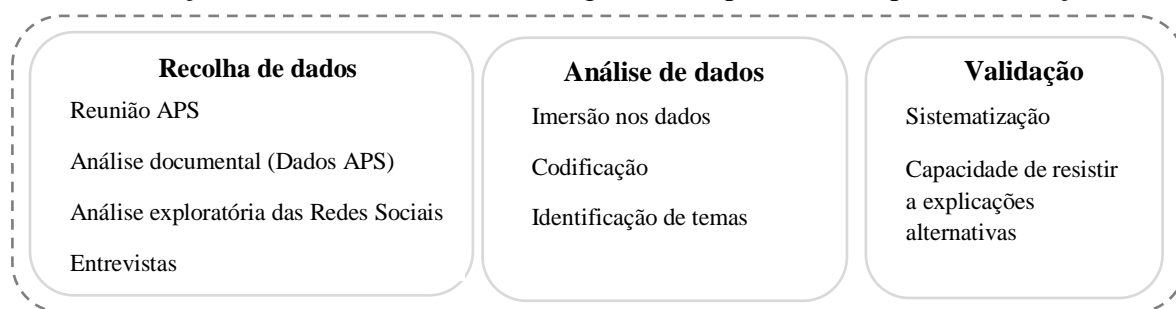 Recolha de dados
Reunião APS
Análise documental (Dados APS)
Análise exploratória das Redes Sociais
Entrevistas
Análise de dados
Imersão nos dados
Codificação
Identificação de temas
Validação
Sistematização
Capacidade de resistir
a explicações
alternativas